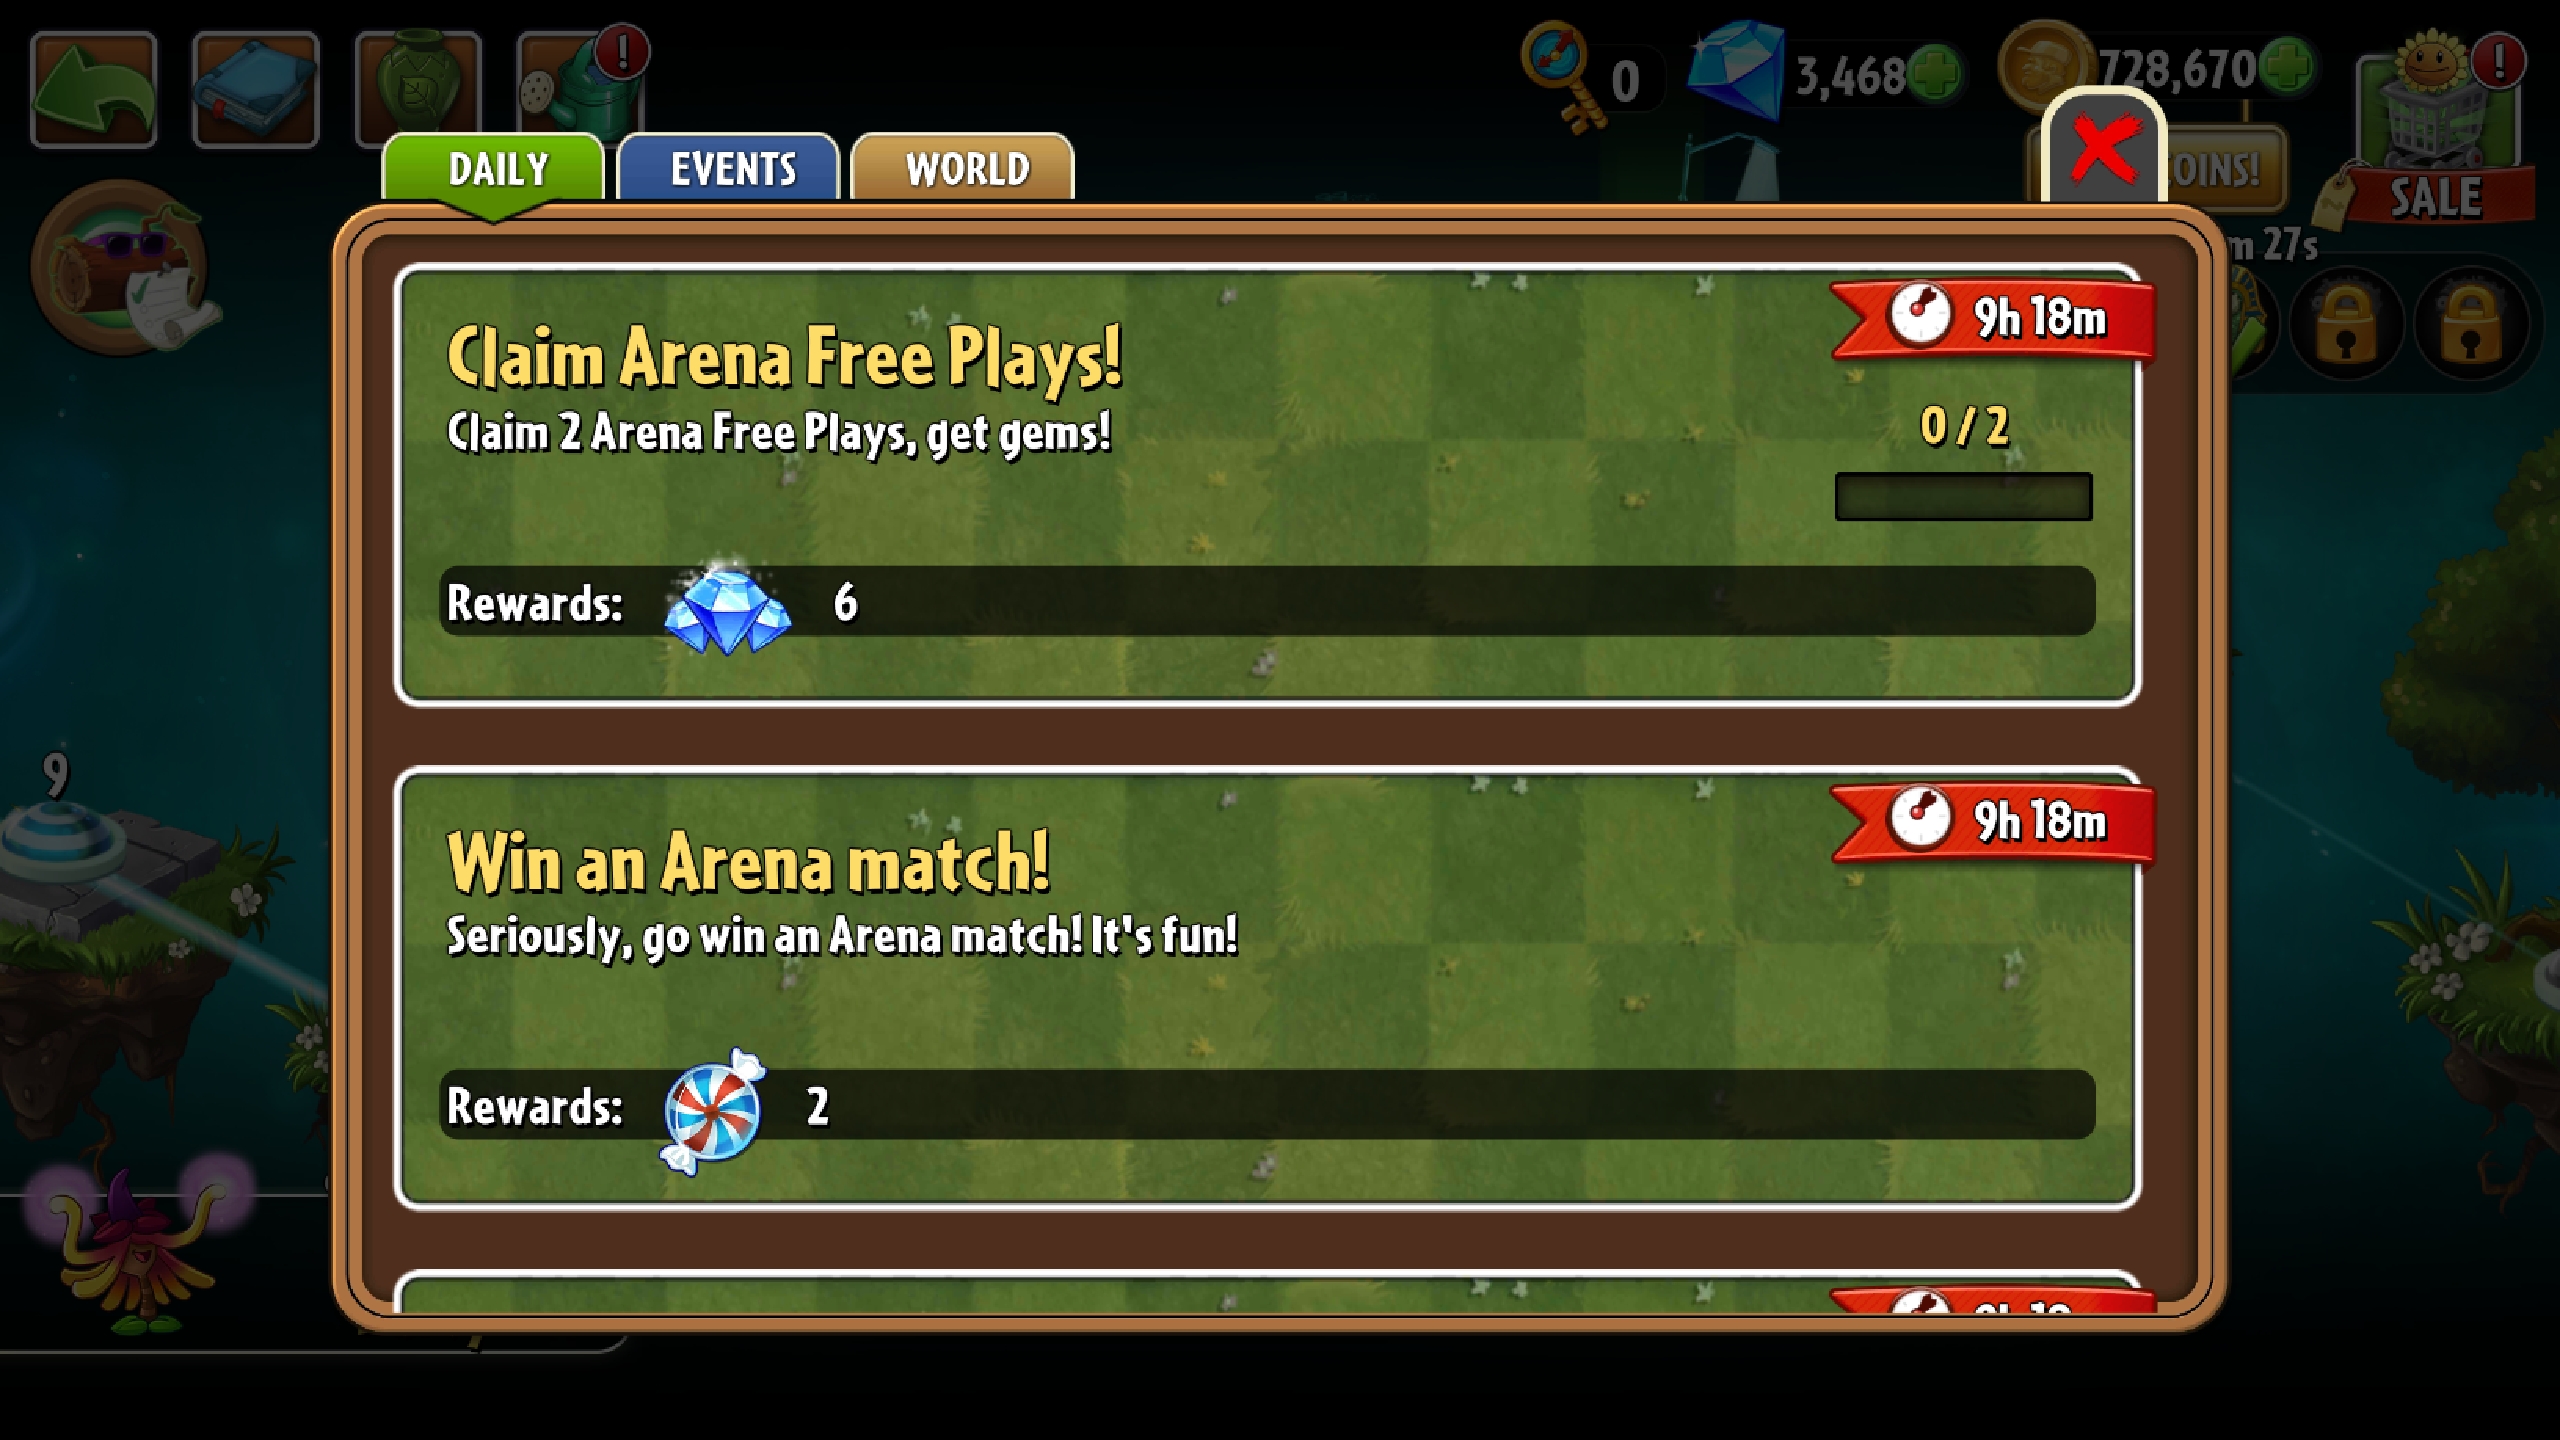 0
3,468
728,670
DAILY
EVENTS
WORLD
COINS!
SALE
m 27s
Claim Arena Free Plays!
9h 18m
Claim 2 Arena Free Plays, get gems!
0 / 2
Rewards: 6
9
Win an Arena match!
9h 18m
Seriously, go win an Arena match! It's fun!
Rewards: 2